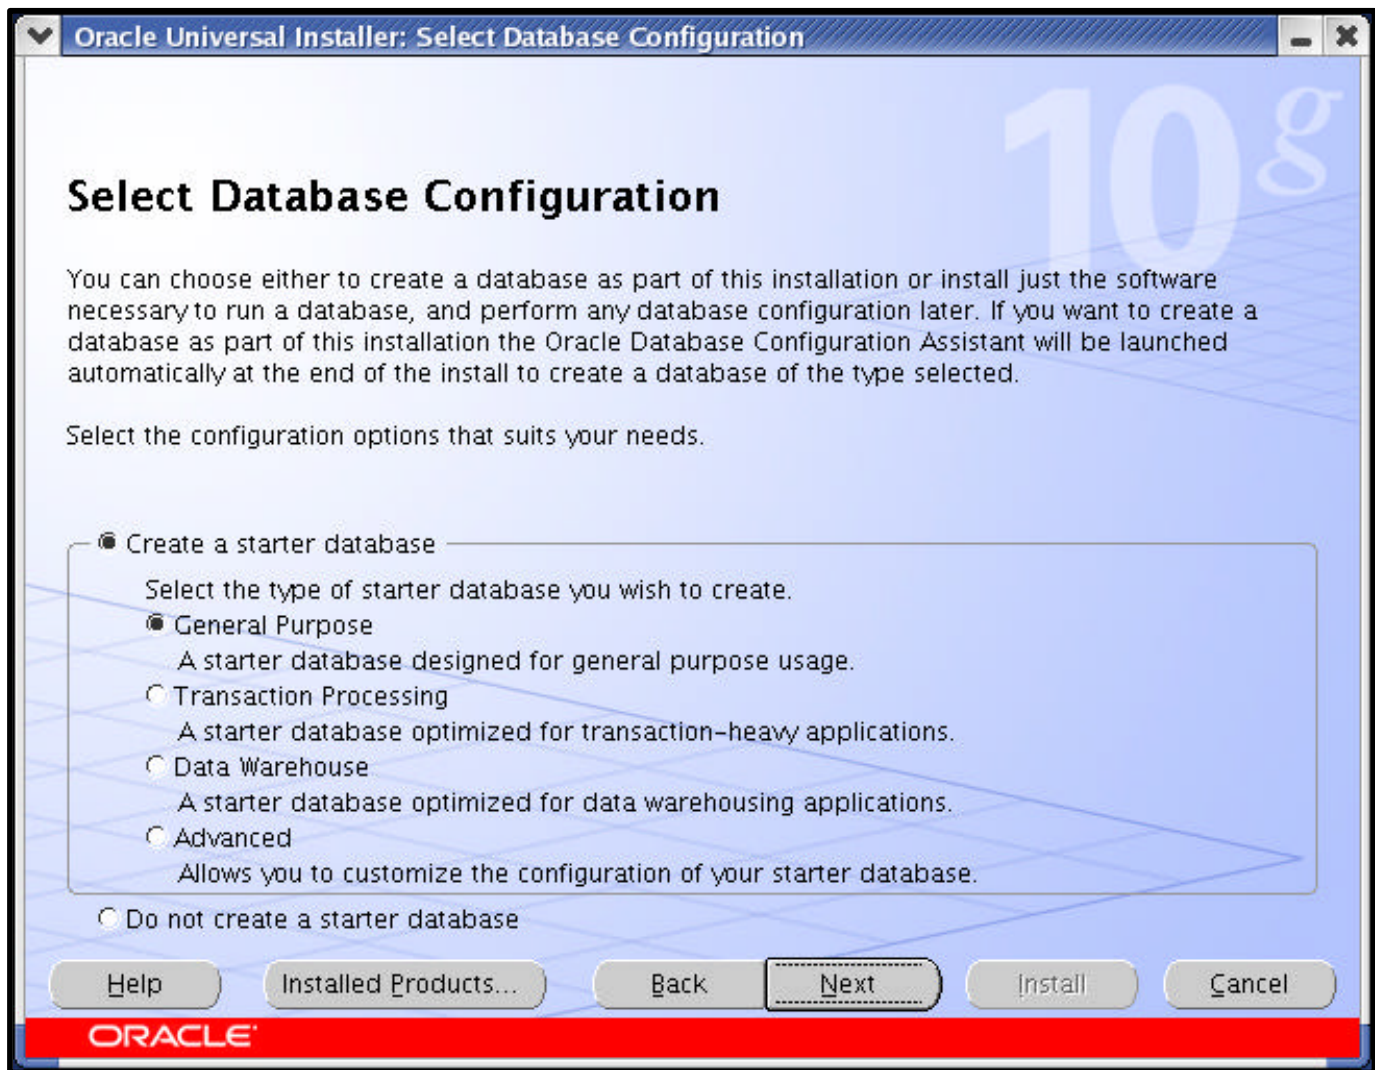 Oracle Universal Installer: Select Database Configuration
10g
Select Database Configuration
You can choose either to create a database as part of this installation or install just the software
necessary to run a database, and perform any database configuration later. If you want to create a
database as part of this installation the Oracle Database Configuration Assistant will be launched
automatically at the end of the install to create a database of the type selected.
Select the configuration options that suits your needs.
Create a starter database
Select the type of starter database you wish to create.
General Purpose
A starter database designed for general purpose usage.
Transaction Processing
A starter database optimized for transaction-heavy applications.
Data Warehouse
A starter database optimized for data warehousing applications.
Advanced
Allows you to customize the configuration of your starter database.
Do not create a starter database
Help Installed Products... Back Next Install Cancel
ORACLE